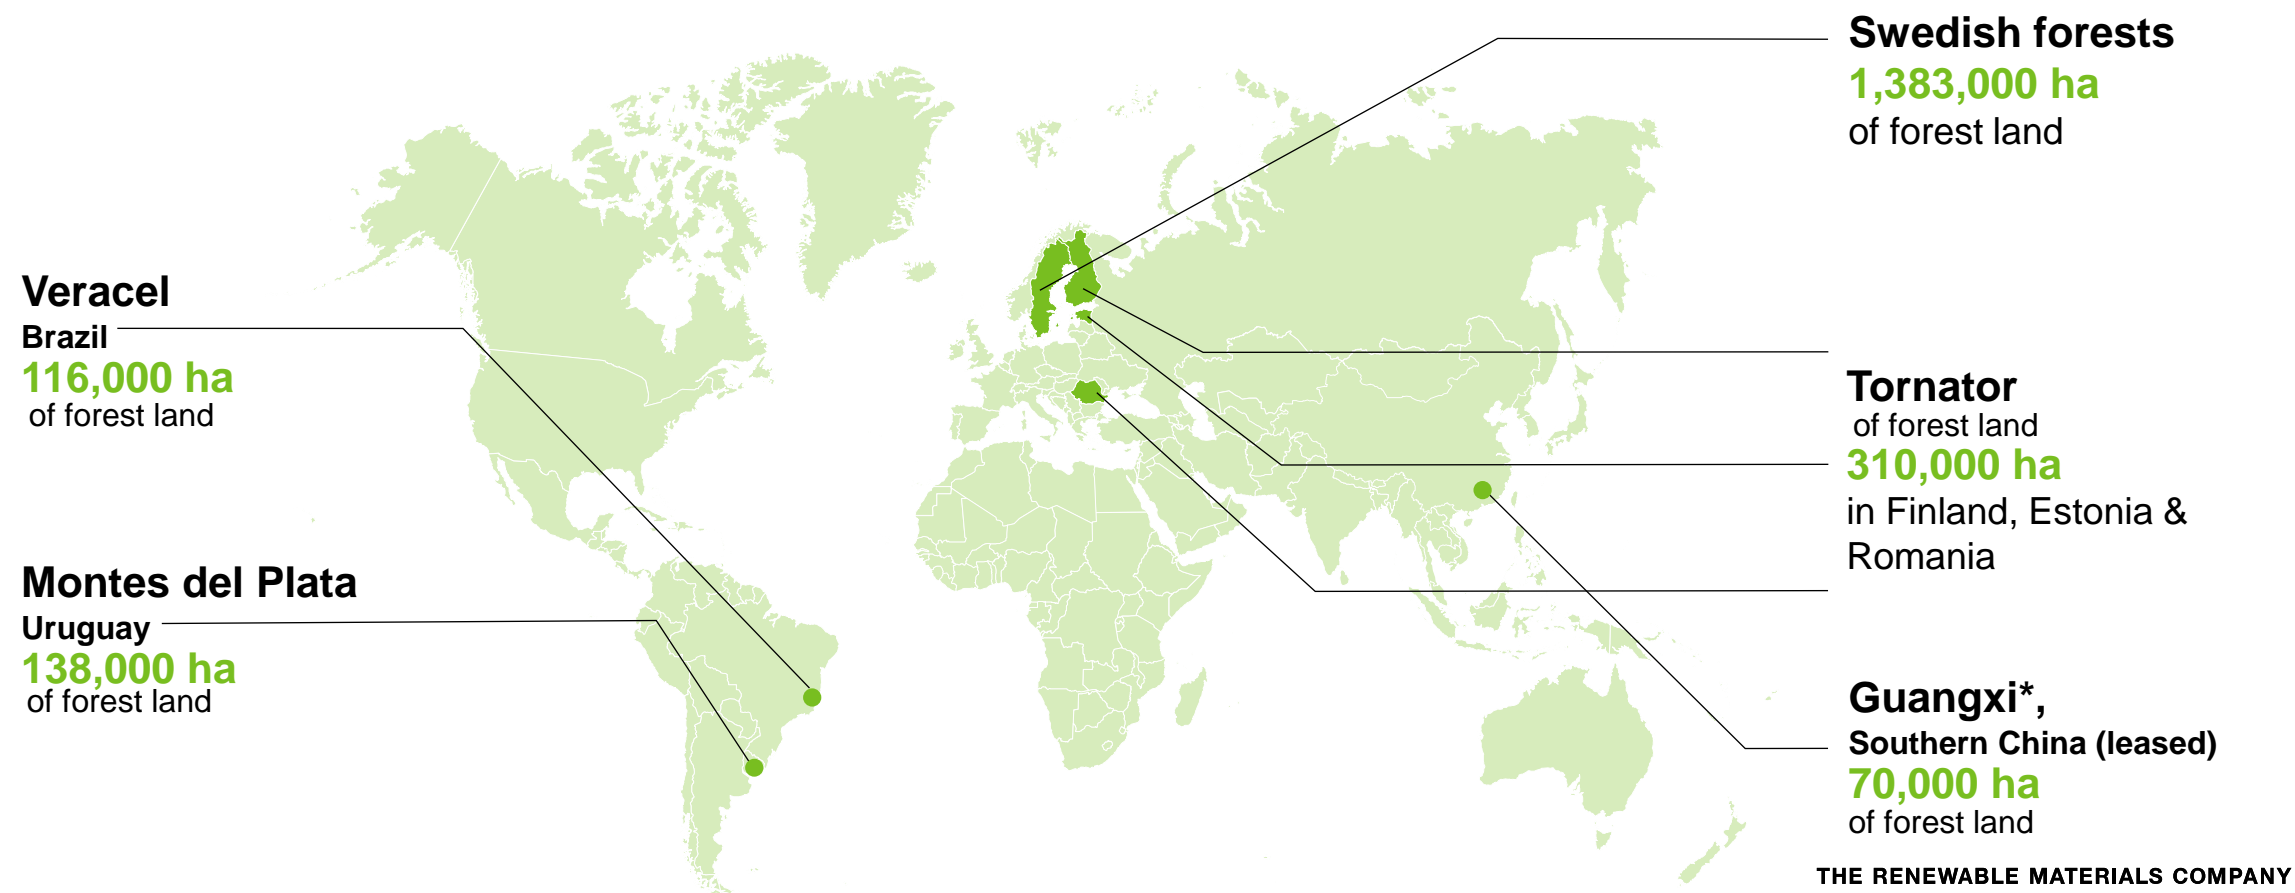 Swedish forests
1,383,000 ha
of forest land
Veracel
Brazil
116,000 ha
of forest land
Montes del Plata
Uruguay
138,000 ha
of forest land
Tornator
of forest land
310,000 ha
in Finland, Estonia &
Romania
Guangxi*,
Southern China (leased)
70,000 ha
of forest land
THE RENEWABLE MATERIALS COMPANY